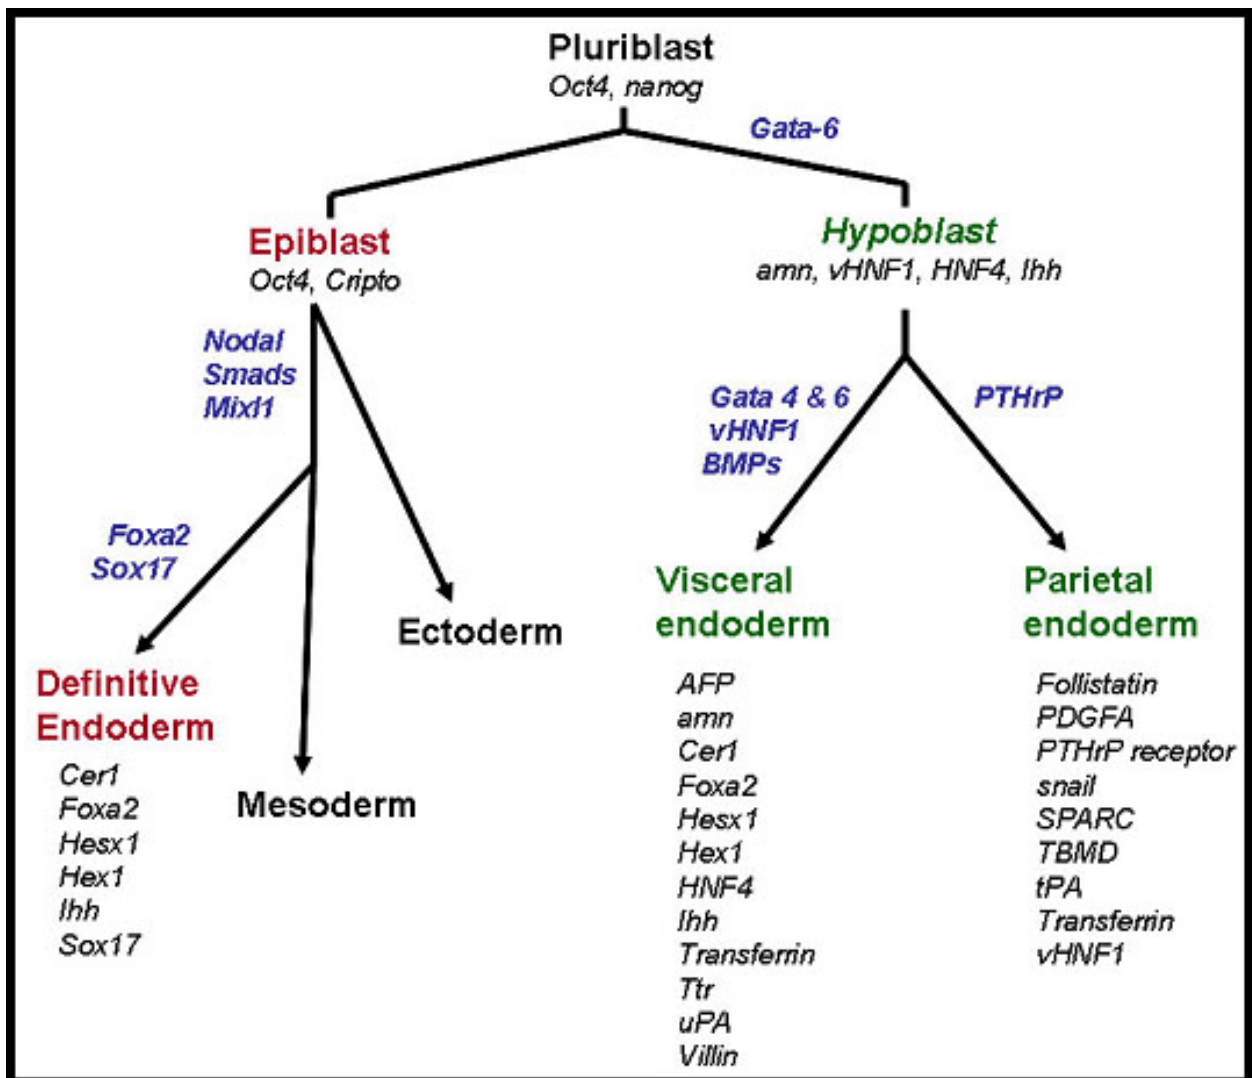 Pluriblast
Oct4, nanog
Gata-6
Epiblast
Oct4, Cripto
Hypoblast
amn, vHNF1, HNF4, Ihh
Nodal
Smads
Mixl1
Gata 4 & 6
vHNF1
BMPs
PTHrP
Foxa2
Sox17
Definitive
Endoderm
Cer1
Foxa2
Hesx1
Hex1
Ihh
Sox17
Mesoderm
Ectoderm
Visceral
endoderm
AFP
amn
Cer1
Foxa2
Hesx1
Hex1
HNF4
Ihh
Transferrin
Ttr
uPA
Villin
Parietal
endoderm
Follistatin
PDGFA
PTHrP receptor
snail
SPARC
TBMD
tPA
Transferrin
vHNF1